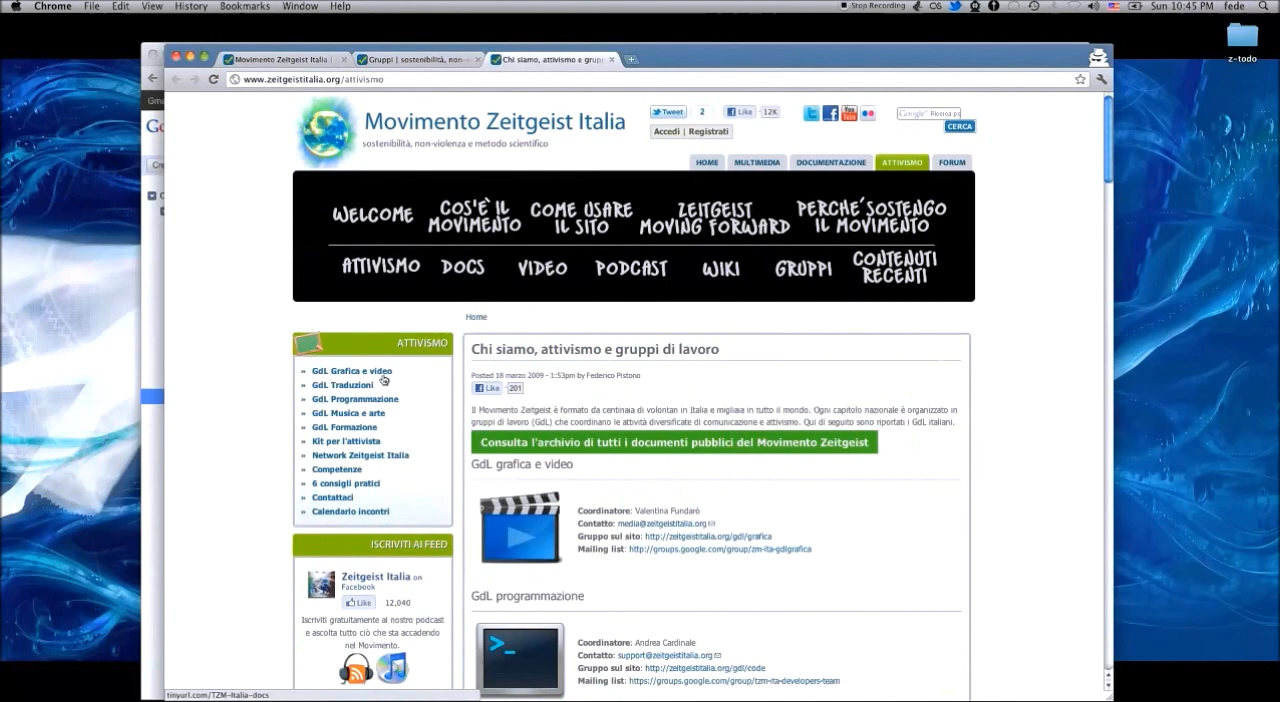 Chrome File Edit View History Bookmarks Window Help
Stop Recording
Sun 10:45 PM fede
z-todo
Movimento Zeitgeist Italia |
Gruppi | sostenibilità, non-
Chi siamo, attivismo e grup
www.zeitgeistitalia.org/attivismo
Movimento Zeitgeist Italia
sostenibilità, non-violenza e metodo scientifico
Tweet 2 Like 12K
Accedi | Registrati
Google
CERCA
HOME MULTIMEDIA DOCUMENTAZIONE ATTIVISMO FORUM
WELCOME COS'È IL MOVIMENTO COME USARE IL SITO ZEITGEIST MOVING FORWARD PERCHE' SOSTENGO IL MOVIMENTO
ATTIVISMO DOCS VIDEO PODCAST WIKI GRUPPI CONTENUTI RECENTI
Home
ATTIVISMO
» GdL Grafica e video
» GdL Traduzioni
» GdL Programmazione
» GdL Musica e arte
» GdL Formazione
» Kit per l'attivista
» Network Zeitgeist Italia
» Competenze
» 6 consigli pratici
» Contattaci
» Calendario incontri
ISCRIVITI AI FEED
Zeitgeist Italia on
Facebook
Like 12,040
Iscriviti gratuitamente al nostro podcast
e ascolta tutto ciò che sta accadendo
nel Movimento.
Chi siamo, attivismo e gruppi di lavoro
Posted 18 marzo 2009 - 1:53pm by Federico Pistono
Like 201
Il Movimento Zeitgeist è formato da centinaia di volontari in Italia e migliaia in tutto il mondo. Ogni capitolo nazionale è organizzato in
gruppi di lavoro (GdL) che coordinano le attività diversificate di comunicazione e attivismo. Qui di seguito sono riportati i GdL italiani.
Consulta l'archivio di tutti i documenti pubblici del Movimento Zeitgeist
GdL grafica e video
Coordinatore: Valentina Fundarò
Contatto: media@zeitgeistitalia.org
Gruppo sul sito: http://zeitgeistitalia.org/gdl/grafica
Mailing list: http://groups.google.com/group/zm-ita-gdlgrafica
GdL programmazione
Coordinatore: Andrea Cardinale
Contatto: support@zeitgeistitalia.org
Gruppo sul sito: http://zeitgeistitalia.org/gdl/code
Mailing list: https://groups.google.com/group/tzm-ita-developers-team
tinyurl.com/TZM-Italia-docs